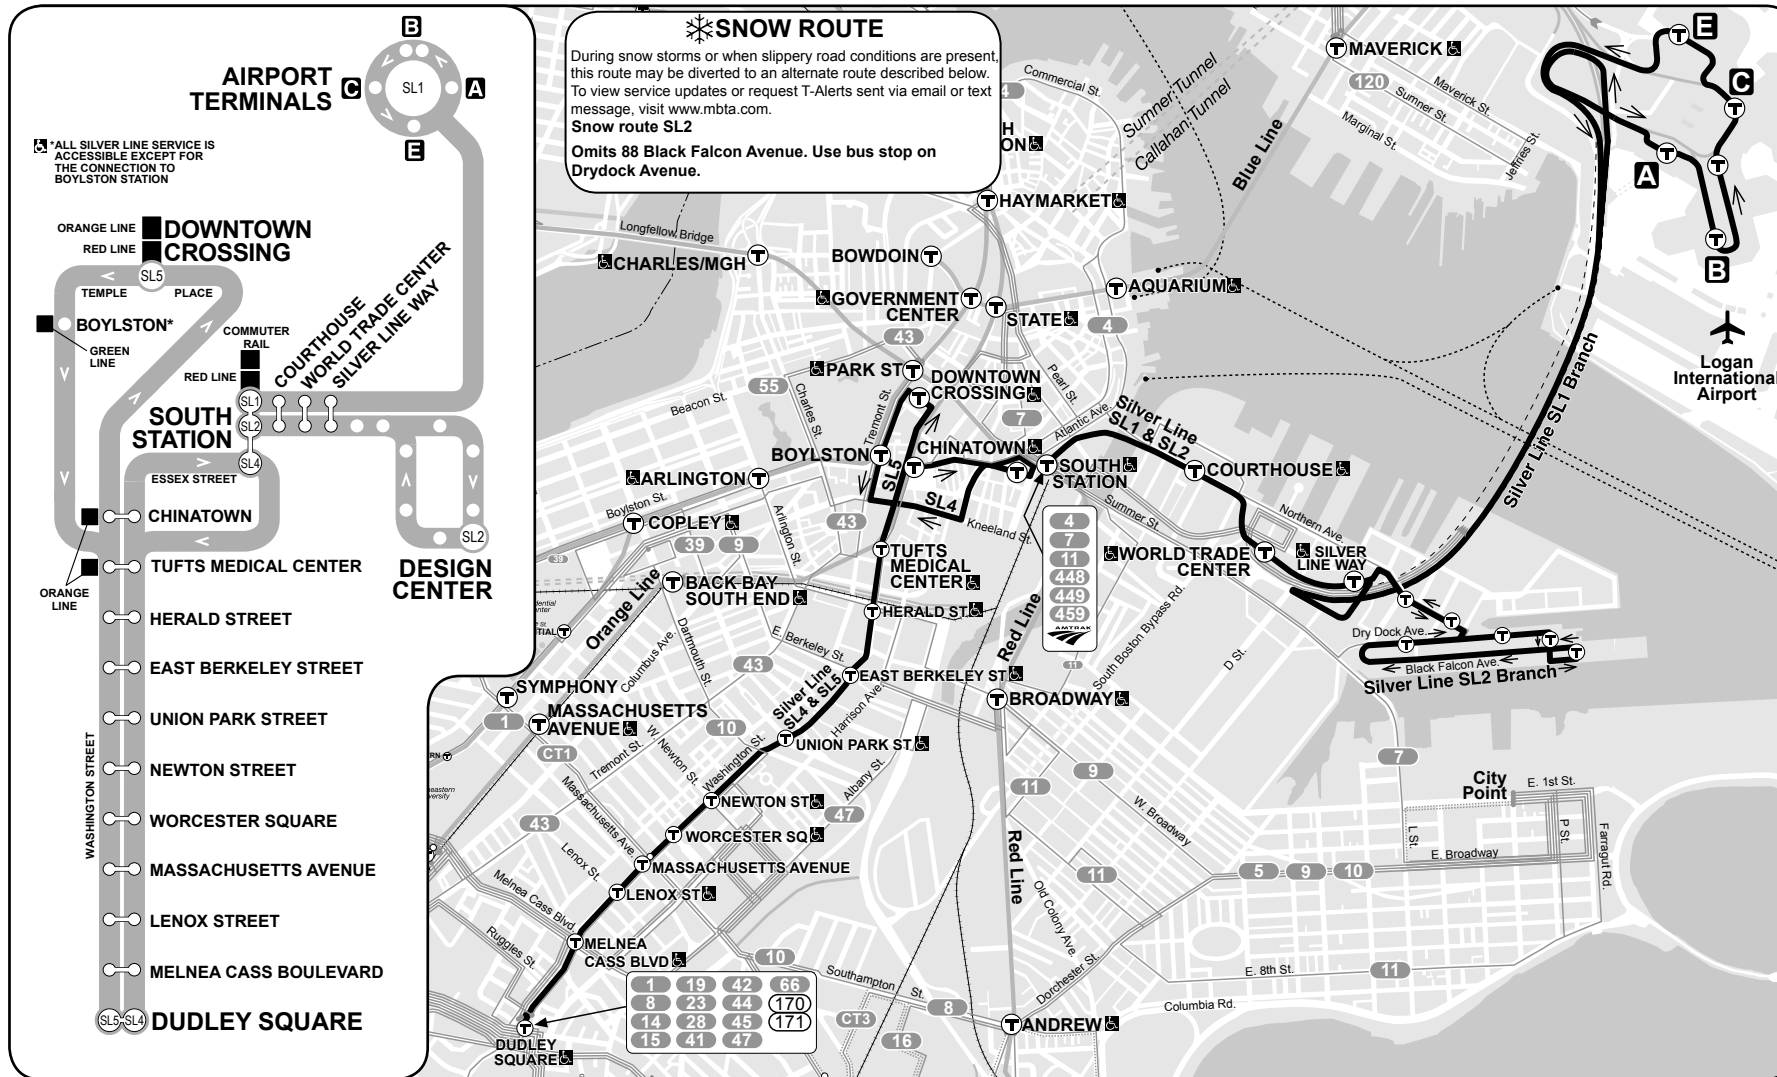 B
AIRPORT
TERMINALS
C
SL1
A
E
*ALL SILVER LINE SERVICE IS
ACCESSIBLE EXCEPT FOR
THE CONNECTION TO
BOYLSTON STATION
ORANGE LINE
RED LINE
DOWNTOWN
CROSSING
SL5
TEMPLE
PLACE
BOYLSTON*
GREEN
LINE
COMMUTER
RAIL
RED LINE
COURTHOUSE
WORLD TRADE CENTER
SILVER LINE WAY
SL1
SOUTH
STATION
SL2
SL4
ESSEX STREET
CHINATOWN
TUFTS MEDICAL CENTER
ORANGE
LINE
SL2
DESIGN
CENTER
HERALD STREET
EAST BERKELEY STREET
UNION PARK STREET
NEWTON STREET
WASHINGTON STREET
WORCESTER SQUARE
MASSACHUSETTS AVENUE
LENOX STREET
MELNEA CASS BOULEVARD
SL5
SL4
DUDLEY SQUARE
SNOW ROUTE
During snow storms or when slippery road conditions are present,
this route may be diverted to an alternate route described below.
To view service updates or request T-Alerts sent via email or text
message, visit www.mbta.com.
Snow route SL2
Omits 88 Black Falcon Avenue. Use bus stop on
Drydock Avenue.
Commercial St.
Sumner Tunnel
Callahan Tunnel
MAVERICK
120
Maverick St.
Sumner St.
Marginal St.
Jeffries St.
Blue Line
E
C
A
B
Logan
International
Airport
HAYMARKET
Longfellow Bridge
CHARLES/MGH
BOWDOIN
GOVERNMENT
CENTER
STATE
AQUARIUM
4
43
PARK ST
55
Beacon St.
Charles St.
Tremont St.
DOWNTOWN
CROSSING
Pearl St.
7
Atlantic Ave.
Silver Line
SL1 & SL2
BOYLSTON
CHINATOWN
SL5
SL4
SOUTH
STATION
COURTHOUSE
Silver Line SL1 Branch
ARLINGTON
Boylston St.
COPLEY
Arlington St.
43
Kneeland St.
Summer St.
Northern Ave.
39
9
39
4
7
11
448
449
459
AMTRAK
11
WORLD TRADE
CENTER
SILVER
LINE WAY
TUFTS
MEDICAL
CENTER
BACK BAY
SOUTH END
Orange Line
HERALD ST
Red Line
Columbus Ave.
Dartmouth St.
E. Berkeley St.
43
South Boston Bypass Rd.
D St.
Dry Dock Ave.
Black Falcon Ave.
Silver Line SL2 Branch
EAST BERKELEY ST
Silver Line
SL4 & SL5
Harrison Ave.
BROADWAY
SYMPHONY
1
MASSACHUSETTS
AVENUE
CT1
10
W. Newton St.
Tremont St.
Washington St.
UNION PARK ST
Albany St.
NEWTON ST
47
Massachusetts Ave.
43
WORCESTER SQ
Lenox St.
MASSACHUSETTS AVENUE
LENOX ST
Melnea Cass Blvd.
Ruggles St.
MELNEA
CASS BLVD
10
Southampton St.
8
CT3
16
1 19 42 66
8 23 44 170
14 28 45 171
15 41 47
DUDLEY
SQUARE
11
9
W. Broadway
Red Line
11
Old Colony Ave.
Dorchester St.
ANDREW
7
City
Point
E. 1st St.
L St.
P St.
Farragut Rd.
E. Broadway
5
9
10
E. 8th St.
11
Columbia Rd.